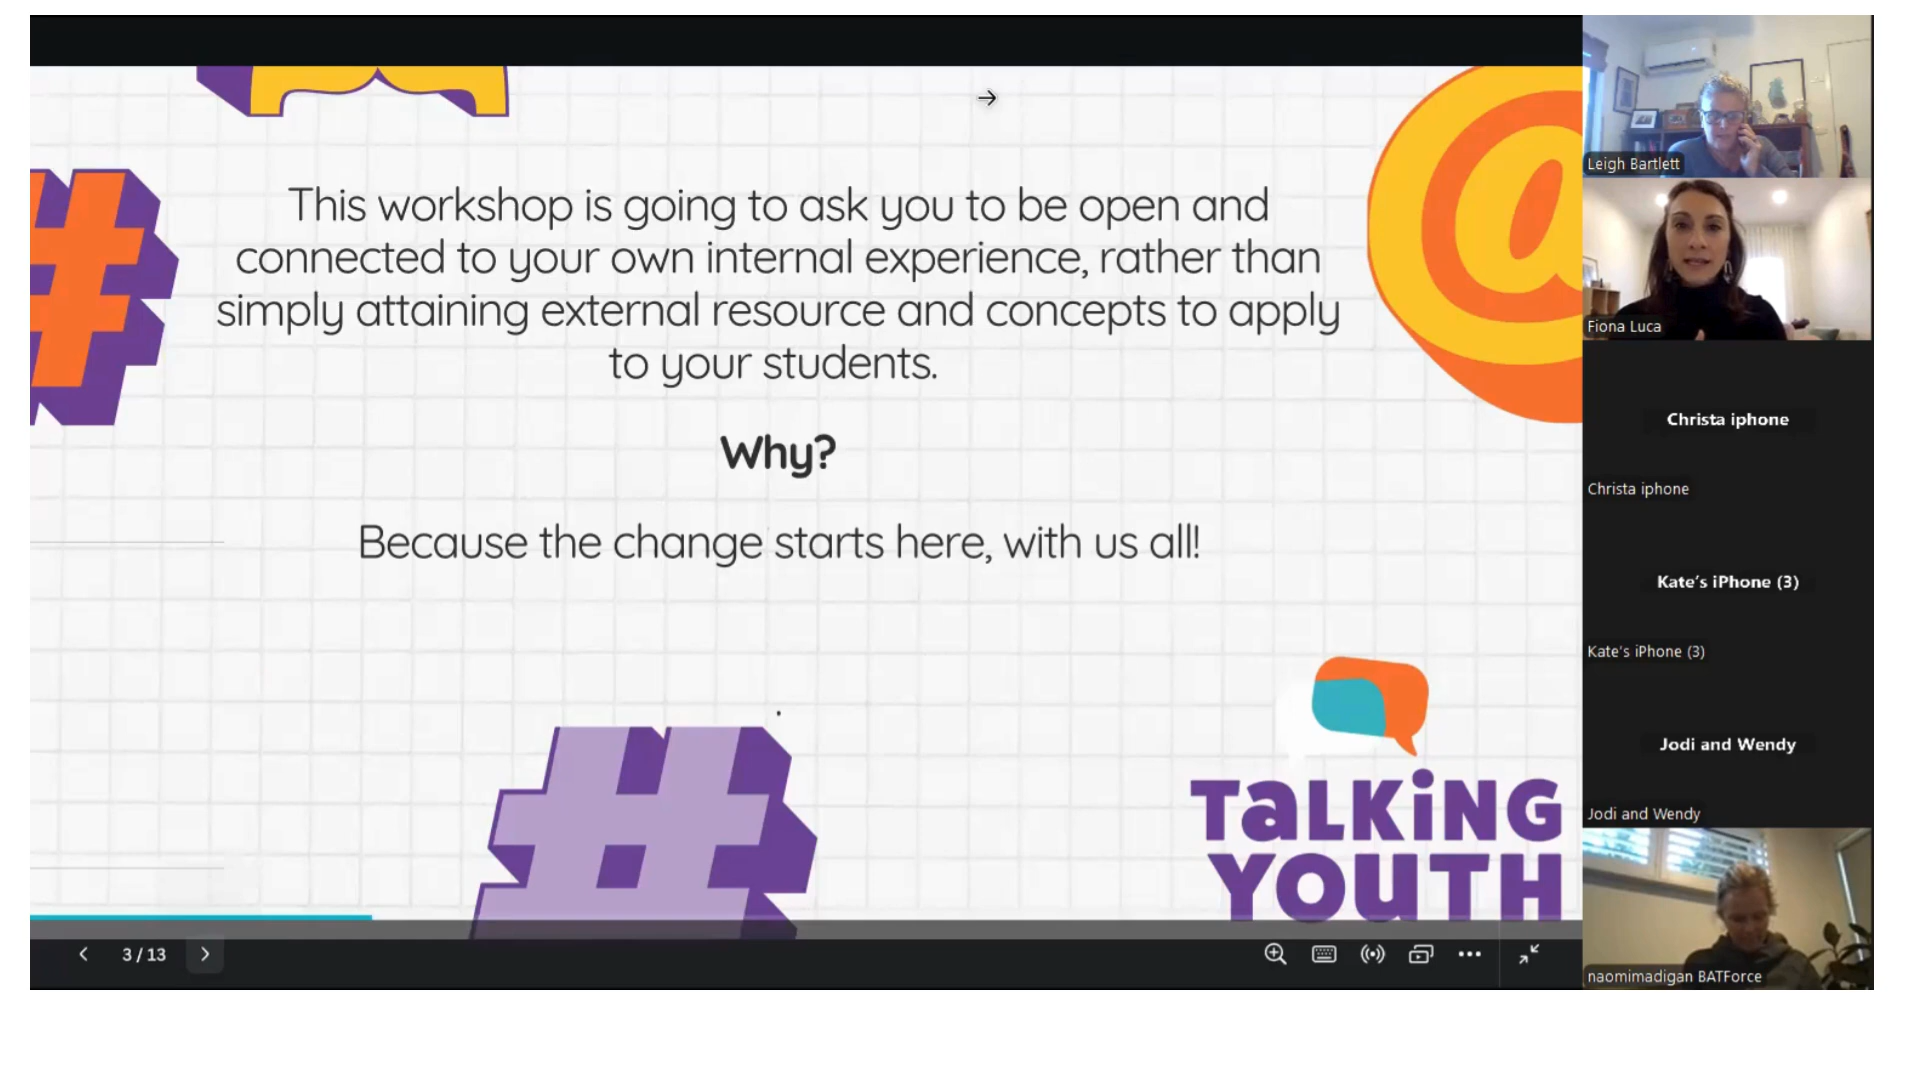 This workshop is going to ask you to be open and
connected to your own internal experience, rather than
simply attaining external resource and concepts to apply
to your students.
Why?
Because the change starts here, with us all!
TaLKiNG
YOuTH
3 / 13
Leigh Bartlett
Fiona Luca
Christa iphone
Christa iphone
Kate's iPhone (3)
Kate's iPhone (3)
Jodi and Wendy
Jodi and Wendy
naomimadigan BATForce